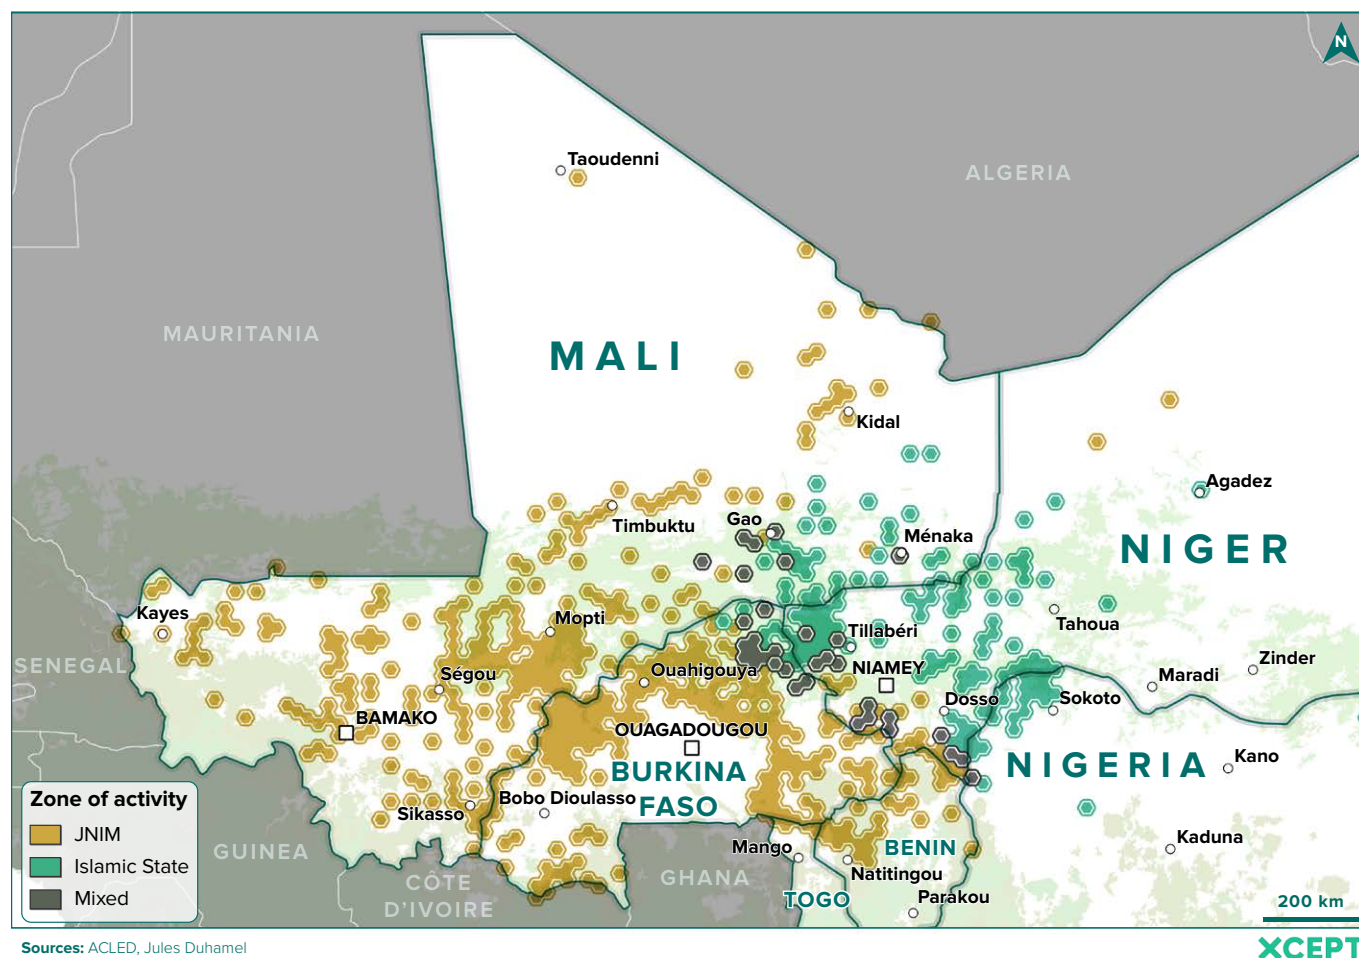 N
Taoudenni
ALGERIA
MAURITANIA
MALI
Kidal
Agadez
Timbuktu
Gao
Ménaka
NIGER
Kayes
Mopti
Tillabéri
Tahoua
SENEGAL
Ségou
Ouahigouya
NIAMEY
Zinder
Maradi
Dosso
Sokoto
BAMAKO
OUAGADOUGOU
BURKINA
FASO
NIGERIA
Kano
Bobo Dioulasso
Sikasso
Kaduna
Mango
BENIN
GUINEA
GHANA
Natitingou
CÔTE
D'IVOIRE
TOGO
Parakou
Zone of activity
JNIM
Islamic State
Mixed
200 km
Sources: ACLED, Jules Duhamel
XCEPT